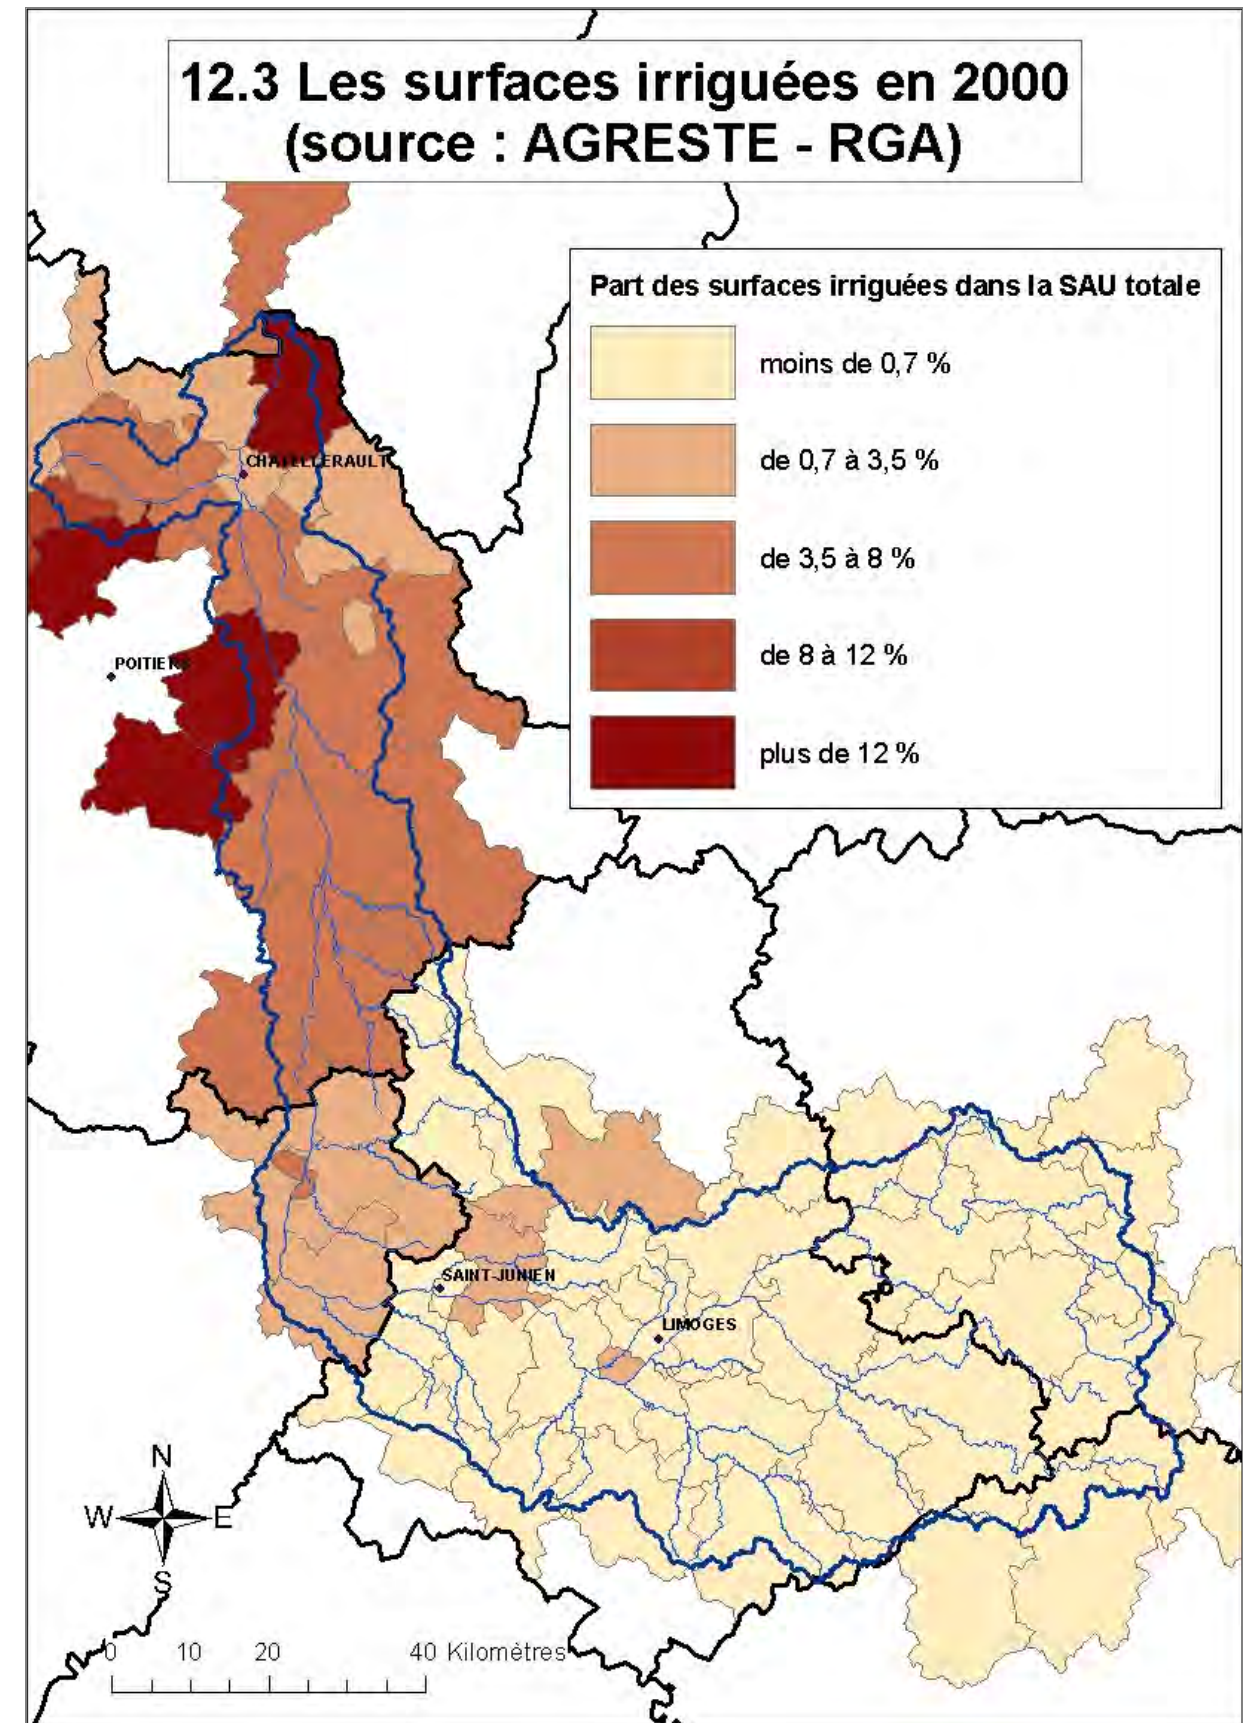 12.3 Les surfaces irriguées en 2000
(source : AGRESTE - RGA)
Part des surfaces irriguées dans la SAU totale
moins de 0,7 %
de 0,7 à 3,5 %
de 3,5 à 8 %
de 8 à 12 %
plus de 12 %
CHATELLERAULT
POITIERS
SAINT-JUNIEN
LIMOGES
N
W E
S
0 10 20 40 Kilomètres